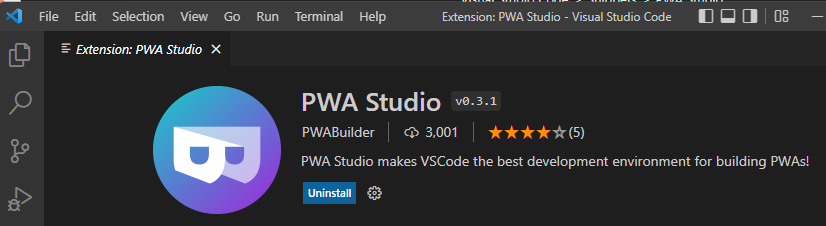 File Edit Selection View Go Run Terminal Help Extension: PWA Studio - Visual Studio Code
Extension: PWA Studio
PWA Studio v0.3.1
PWABuilder 3,001 (5)
PWA Studio makes VSCode the best development environment for building PWAs!
Uninstall